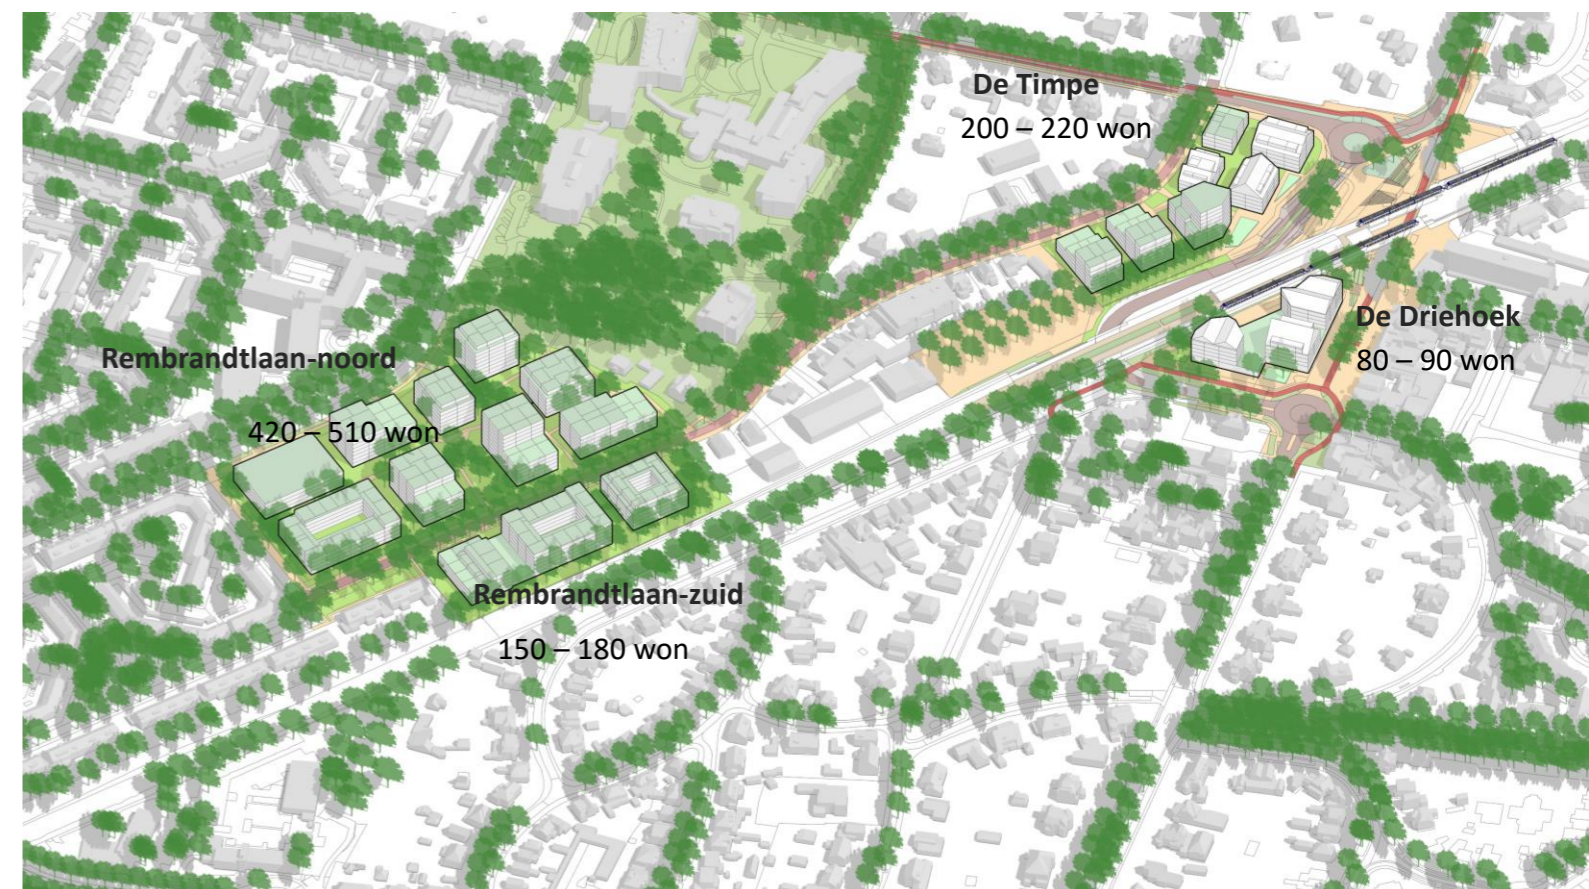 De Timpe
200 – 220 won
De Driehoek
80 – 90 won
Rembrandtlaan-noord
420 – 510 won
Rembrandtlaan-zuid
150 – 180 won